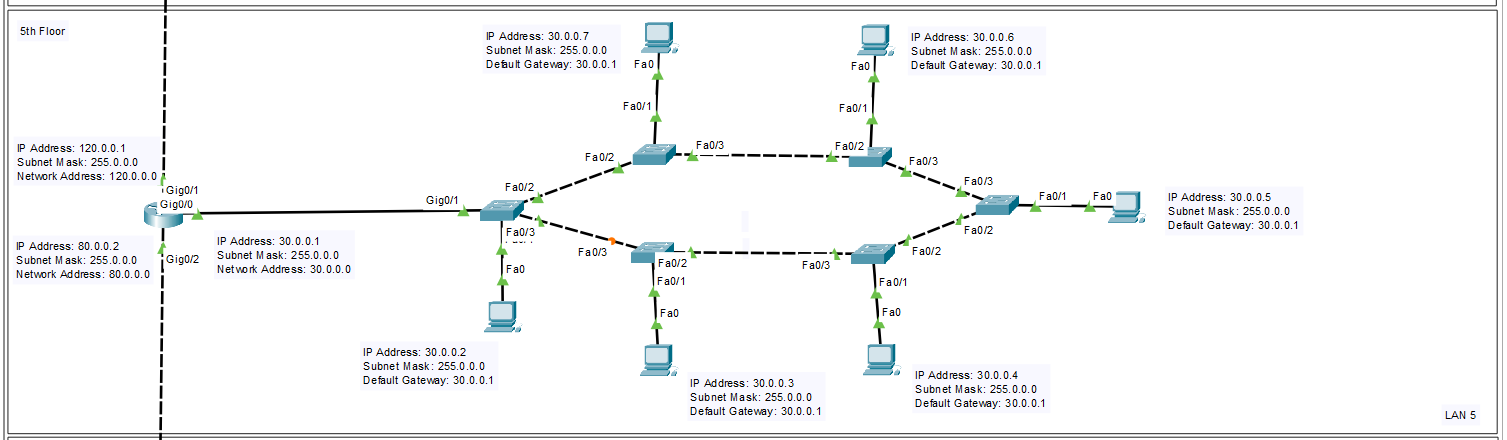 5th Floor
IP Address: 30.0.0.7
Subnet Mask: 255.0.0.0
Default Gateway: 30.0.0.1
IP Address: 30.0.0.6
Subnet Mask: 255.0.0.0
Default Gateway: 30.0.0.1
Fa0
Fa0
Fa0/1
Fa0/1
IP Address: 120.0.0.1
Subnet Mask: 255.0.0.0
Network Address: 120.0.0.0
Fa0/2
Fa0/3
Fa0/2
Fa0/3
Gig0/1
Gig0/0
Gig0/1
Fa0/2
Fa0/3
Fa0/1
Fa0
IP Address: 30.0.0.5
Subnet Mask: 255.0.0.0
Default Gateway: 30.0.0.1
IP Address: 80.0.0.2
Subnet Mask: 255.0.0.0
Network Address: 80.0.0.0
Gig0/2
IP Address: 30.0.0.1
Subnet Mask: 255.0.0.0
Network Address: 30.0.0.0
Fa0/3
Fa0/3
Fa0/2
Fa0/3
Fa0/2
Fa0/2
Fa0
Fa0/1
Fa0/1
Fa0
Fa0
IP Address: 30.0.0.2
Subnet Mask: 255.0.0.0
Default Gateway: 30.0.0.1
IP Address: 30.0.0.3
Subnet Mask: 255.0.0.0
Default Gateway: 30.0.0.1
IP Address: 30.0.0.4
Subnet Mask: 255.0.0.0
Default Gateway: 30.0.0.1
LAN 5